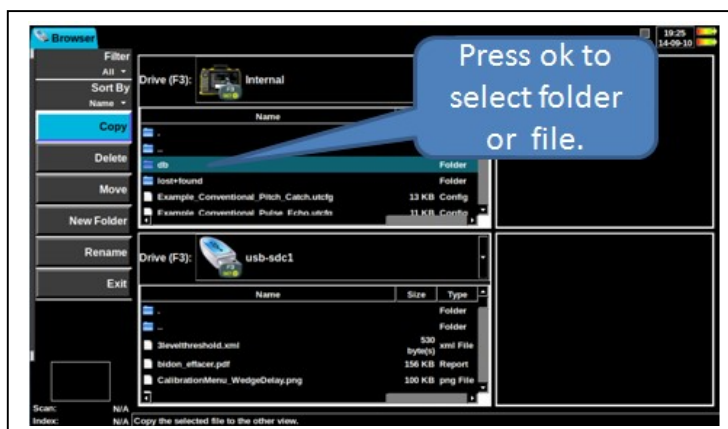 Browser
19:25
14-09-10
Filter
All
Sort By
Name
Copy
Delete
Move
New Folder
Rename
Exit
Scan: N/A
Index: N/A
Press ok to
select folder
or file.
Drive (F3): Internal
Name
.
..
db Folder
lost+found Folder
Example_Conventional_Pitch_Catch.utcfg 13 KB Config
Example_Conventional_Pulse_Echo.utcfg 11 KB Config
Drive (F3): usb-sdc1
Name Size Type
. Folder
.. Folder
3levelthreshold.xml 530 byte(s) xml File
bidon_effacer.pdf 156 KB Report
CalibrationMenu_WedgeDelay.png 100 KB png File
Copy the selected file to the other view.